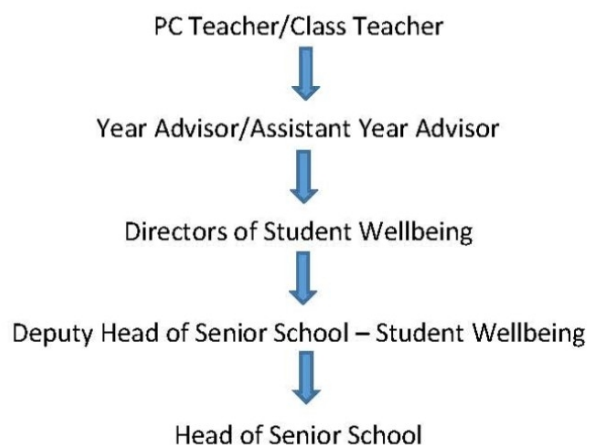 PC Teacher/Class Teacher
Year Advisor/Assistant Year Advisor
Directors of Student Wellbeing
Deputy Head of Senior School – Student Wellbeing
Head of Senior School